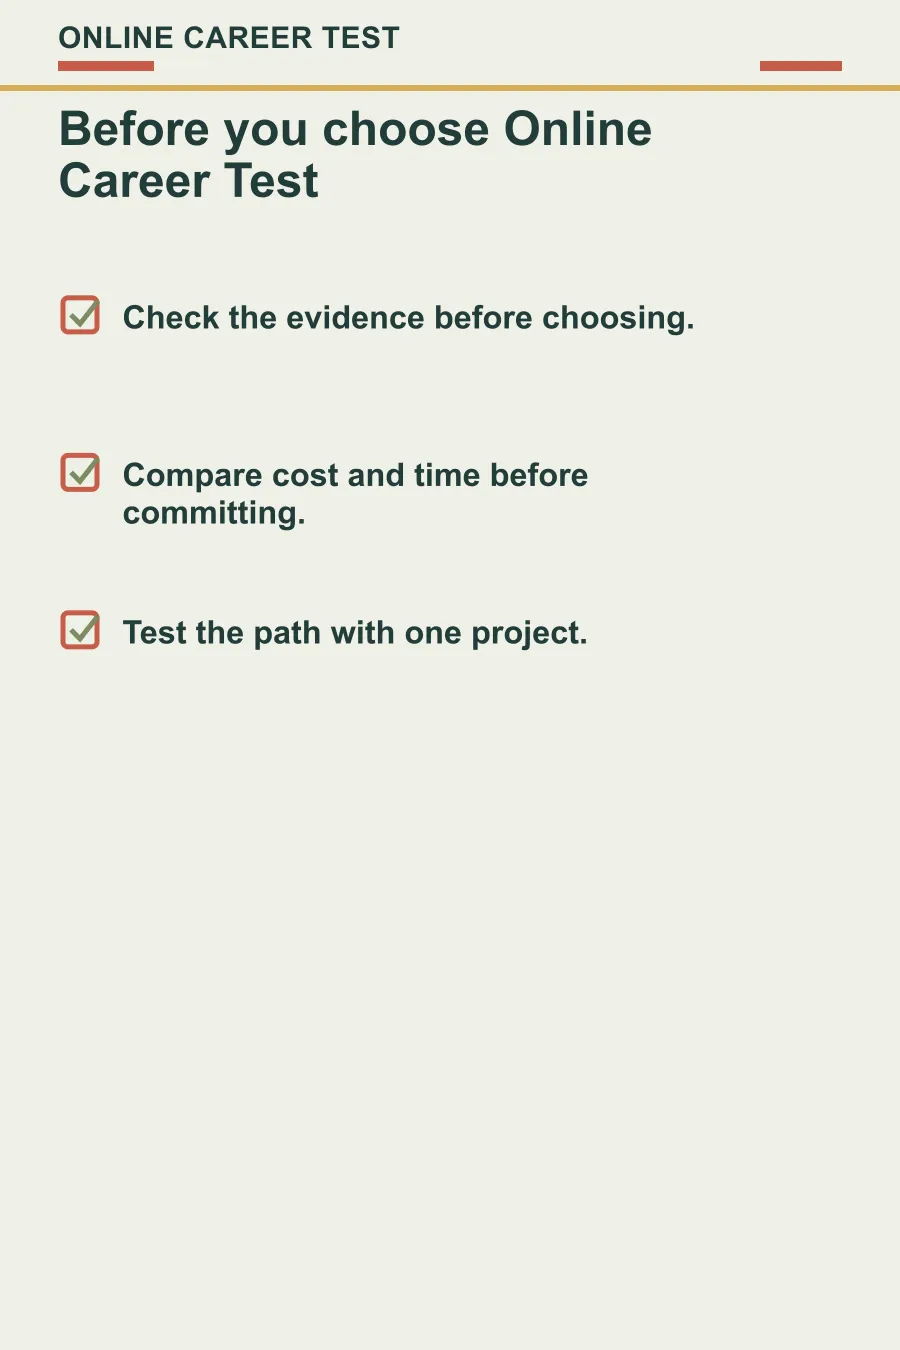 ONLINE CAREER TEST
Before you choose Online
Career Test
Check the evidence before choosing.
Compare cost and time before
committing.
Test the path with one project.